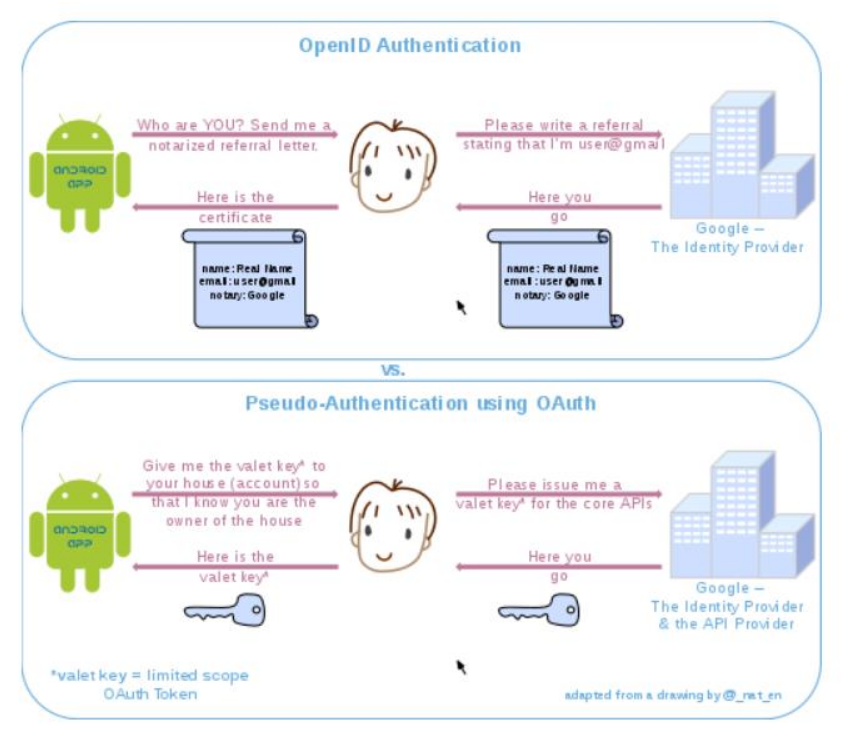 OpenID Authentication
Who are YOU? Send me a
notarized referral letter.
Please write a referral
stating that I'm user@gmail
ANDROID
APP
Here is the
certificate
Here you
go
Google –
The Identity Provider
name: Real Name
email: user@gmail
notary: Google
name: Real Name
email: user@gmail
notary: Google
vs.
Pseudo-Authentication using OAuth
Give me the valet key* to
your house (account) so
that I know you are the
owner of the house
Please issue me a
valet key* for the core APIs
ANDROID
APP
Here is the
valet key*
Here you
go
Google –
The Identity Provider
& the API Provider
*valet key = limited scope
OAuth Token
adapted from a drawing by @_nat_en